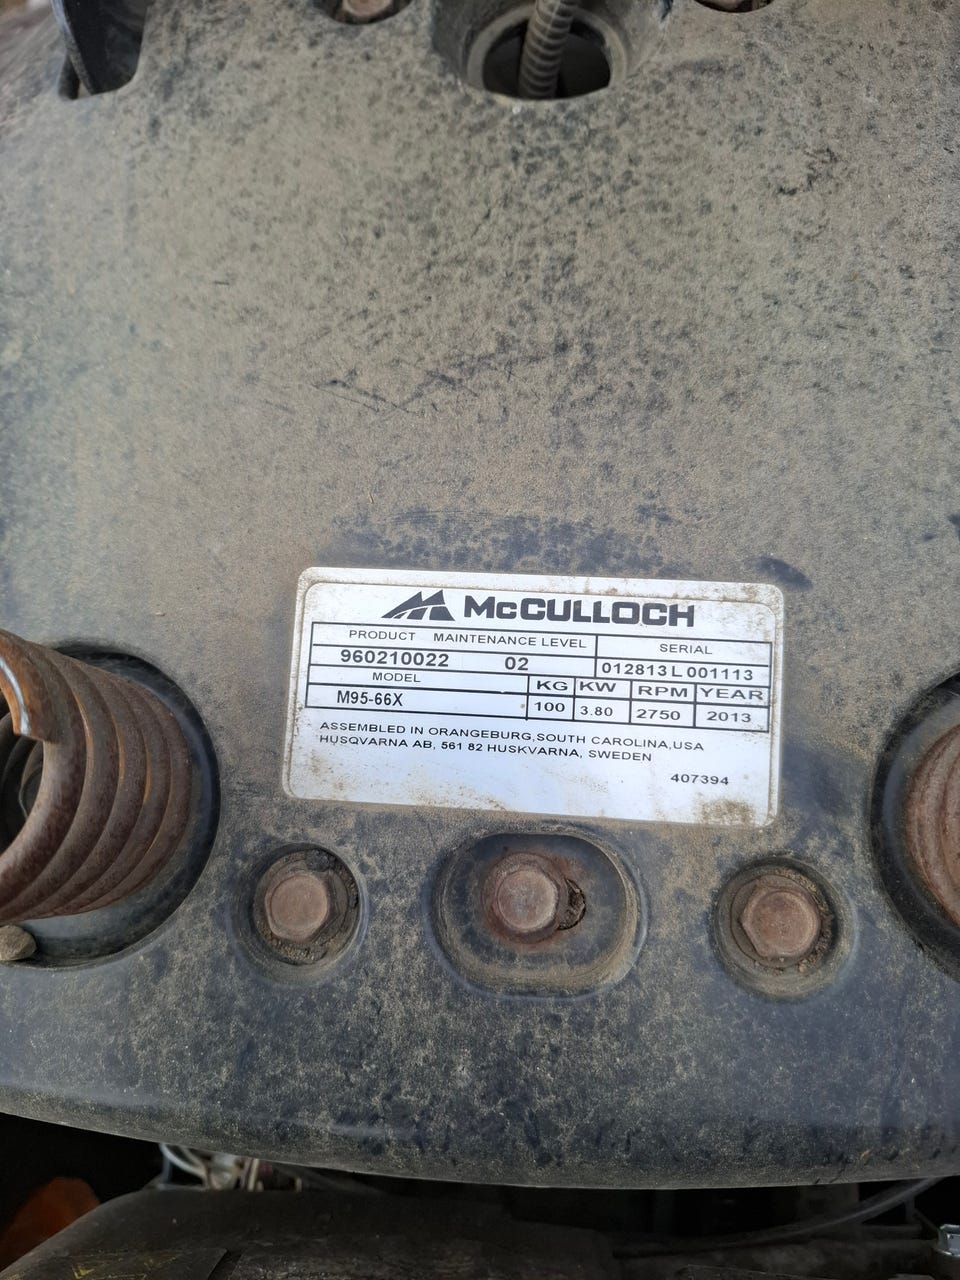 McCULLOCH
PRODUCT MAINTENANCE LEVEL SERIAL
960210022 02 012813 L 001113
MODEL KG KW RPM YEAR
M95-66X 100 3.80 2750 2013
ASSEMBLED IN ORANGEBURG,SOUTH CAROLINA,USA
HUSQVARNA AB, 561 82 HUSKVARNA, SWEDEN
407394